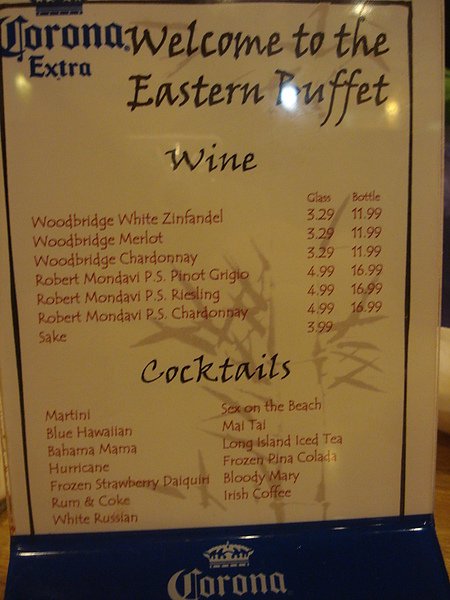 Corona
Extra
Welcome to the
Eastern Buffet
Wine
Glass Bottle
Woodbridge White Zinfandel 3.29 11.99
Woodbridge Merlot 3.29 11.99
Woodbridge Chardonnay 3.29 11.99
Robert Mondavi P.S. Pinot Grigio 4.99 16.99
Robert Mondavi P.S. Riesling 4.99 16.99
Robert Mondavi P.S. Chardonnay 4.99 16.99
Sake 3.99
Cocktails
Martini
Blue Hawaiian
Bahama Mama
Hurricane
Frozen Strawberry Daiquiri
Rum & Coke
White Russian
Sex on the Beach
Mai Tai
Long Island Iced Tea
Frozen Pina Colada
Bloody Mary
Irish Coffee
Corona